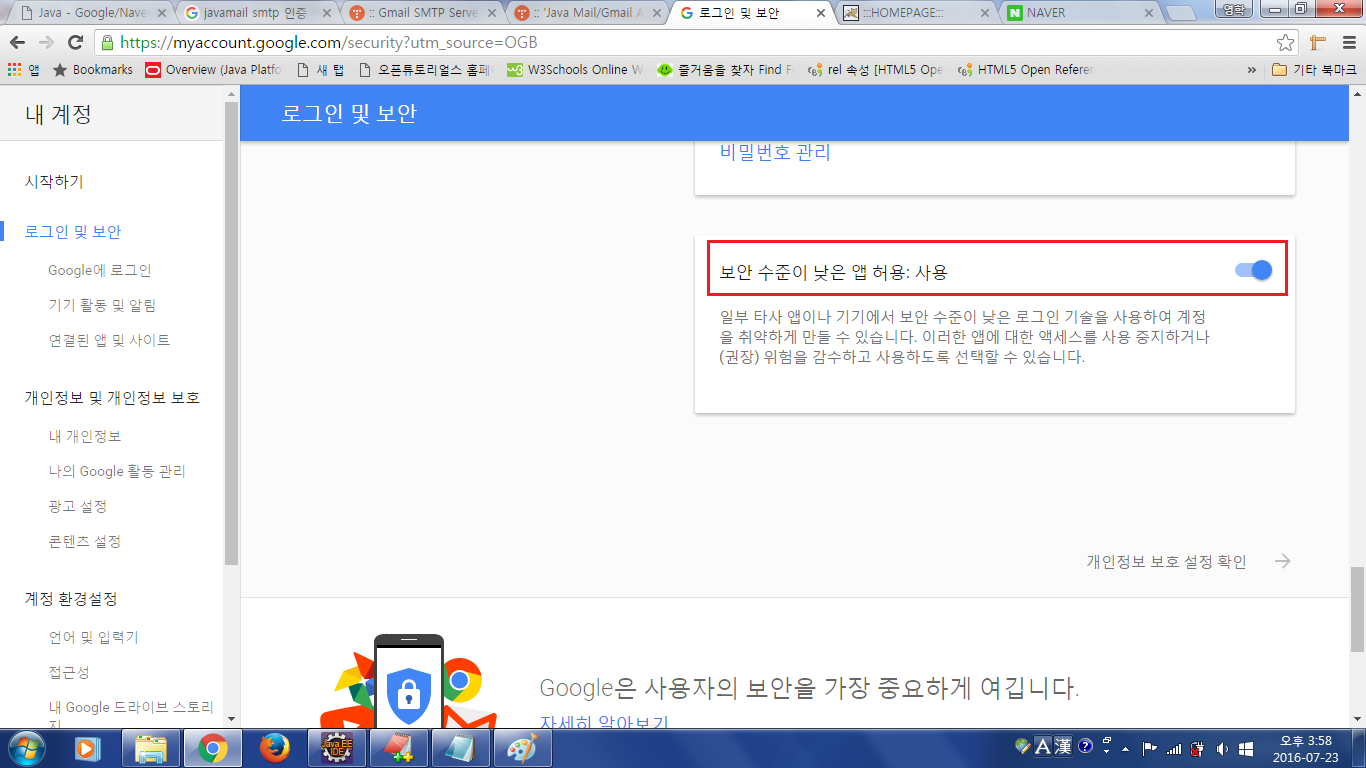 Java - Google/Nave
javamail smtp 인증
:: Gmail SMTP Serve
:: 'Java Mail/Gmail A
로그인 및 보안
:::HOMEPAGE:::
NAVER
영학
https://myaccount.google.com/security?utm_source=OGB
앱
Bookmarks
Overview (Java Platfo
새 탭
오픈튜토리얼스 홈페
W3Schools Online W
즐거움을 찾자 Find F
rel 속성 [HTML5 Ope
HTML5 Open Referen
»
기타 북마크
내 계정
로그인 및 보안
시작하기
로그인 및 보안
Google에 로그인
기기 활동 및 알림
연결된 앱 및 사이트
개인정보 및 개인정보 보호
내 개인정보
나의 Google 활동 관리
광고 설정
콘텐츠 설정
계정 환경설정
언어 및 입력기
접근성
내 Google 드라이브 스토리
지
비밀번호 관리
보안 수준이 낮은 앱 허용: 사용
일부 타사 앱이나 기기에서 보안 수준이 낮은 로그인 기술을 사용하여 계정
을 취약하게 만들 수 있습니다. 이러한 앱에 대한 액세스를 사용 중지하거나
(권장) 위험을 감수하고 사용하도록 선택할 수 있습니다.
개인정보 보호 설정 확인
Google은 사용자의 보안을 가장 중요하게 여깁니다.
자세히 알아보기
Java EE
IDE
A 漢
오후 3:58
2016-07-23